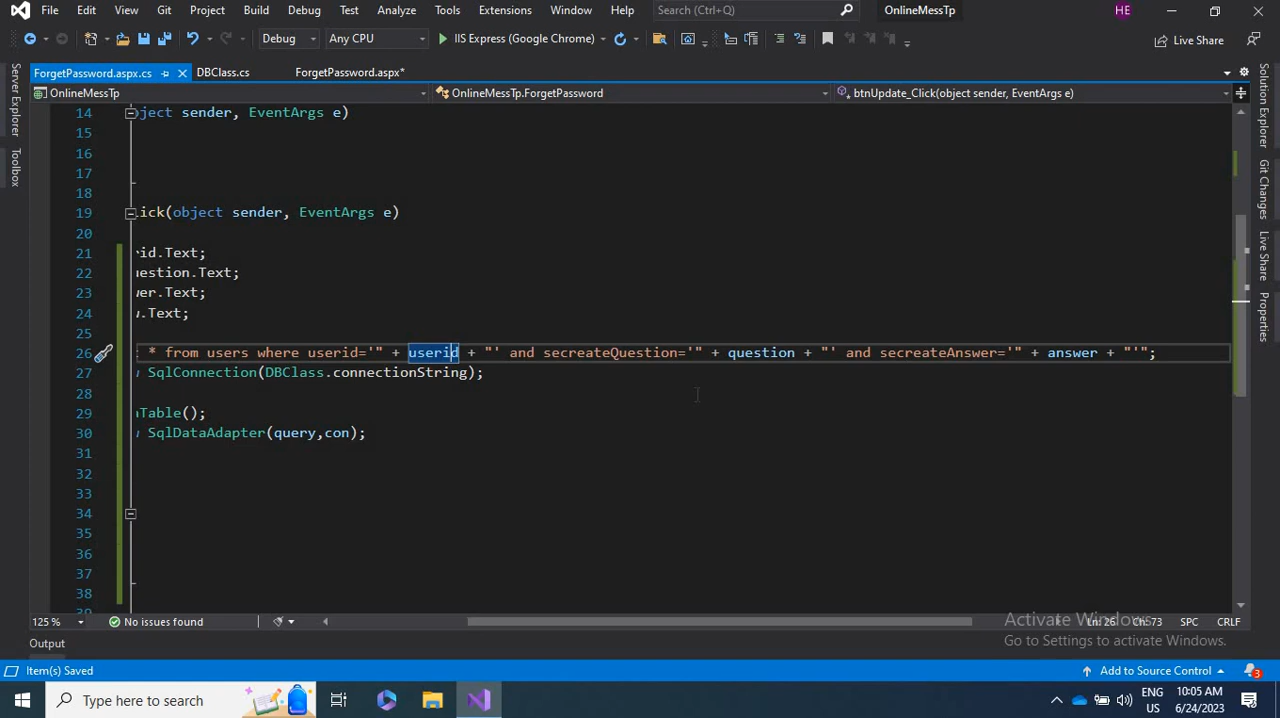 File Edit View Git Project Build Debug Test Analyze Tools Extensions Window Help Search (Ctrl+Q) OnlineMessTp HE
Debug Any CPU IIS Express (Google Chrome) Live Share
ForgetPassword.aspx.cs DBClass.cs ForgetPassword.aspx*
OnlineMessTp OnlineMessTp.ForgetPassword btnUpdate_Click(object sender, EventArgs e)
Server Explorer
Toolbox
14 oject sender, EventArgs e)
15
16
17
18
19 ick(object sender, EventArgs e)
20
21 id.Text;
22 estion.Text;
23 er.Text;
24 .Text;
25
26 * from users where userid='" + userid + "' and secreateQuestion='" + question + "' and secreateAnswer='" + answer + "'";
27 SqlConnection(DBClass.connectionString);
28
29 Table();
30 SqlDataAdapter(query,con);
31
32
33
34
35
36
37
38
Solution Explorer
Git Changes
Live Share
Properties
125 % No issues found Ln: 26 Ch: 73 SPC CRLF
Activate Windows
Go to Settings to activate Windows.
Output
Item(s) Saved Add to Source Control 3
Type here to search ENG US 10:05 AM 6/24/2023